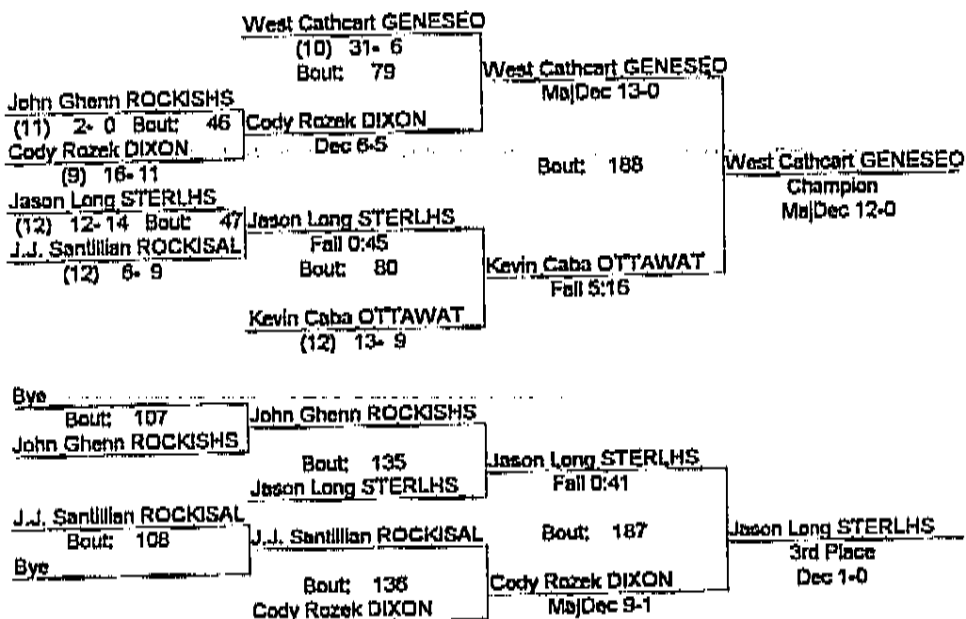 West Cathcart GENESEO
(10) 31- 6
Bout: 79
West Cathcart GENESEO
MajDec 13-0
John Ghenn ROCKISHS
(11) 2- 0 Bout: 46
Cody Rozek DIXON
Dec 6-5
Cody Rozek DIXON
(9) 16- 11
Bout: 188
West Cathcart GENESEO
Champion
MajDec 12-0
Jason Long STERLHS
(12) 12- 14 Bout: 47
Jason Long STERLHS
Fall 0:45
J.J. Santillian ROCKISAL
(12) 6- 9
Bout: 80
Kevin Caba OTTAWAT
Fall 5:16
Kevin Caba OTTAWAT
(12) 13- 9
Bye
Bout: 107
John Ghenn ROCKISHS
John Ghenn ROCKISHS
Bout: 135
Jason Long STERLHS
Fall 0:41
Jason Long STERLHS
J.J. Santillian ROCKISAL
Bout: 108
J.J. Santillian ROCKISAL
Bout: 187
Jason Long STERLHS
3rd Place
Dec 1-0
Bye
Bout: 136
Cody Rozek DIXON
MajDec 9-1
Cody Rozek DIXON